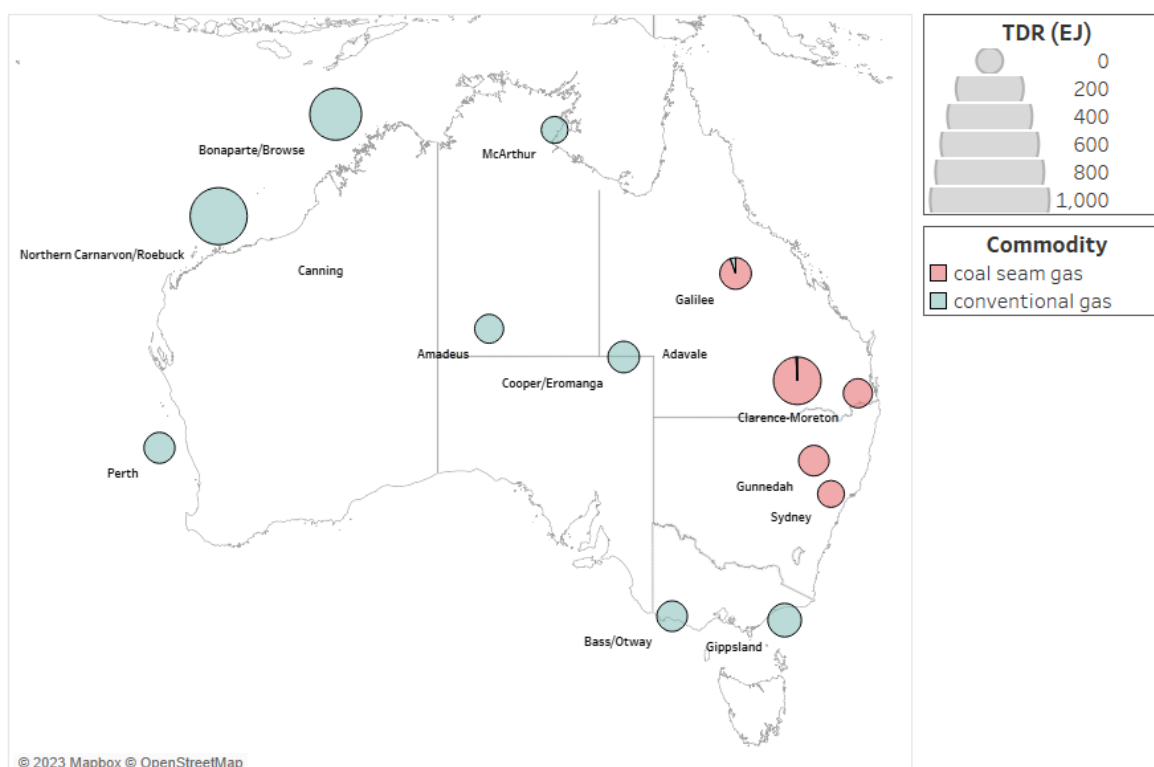 TDR (EJ)
0
200
400
600
800
1,000
Commodity
coal seam gas
conventional gas
Bonaparte/Browse
McArthur
Northern Carnarvon/Roebuck
Canning
Galilee
Amadeus
Adavale
Cooper/Eromanga
Clarence-Moreton
Perth
Gunnedah
Sydney
Bass/Otway
Gippsland
© 2023 Mapbox © OpenStreetMap